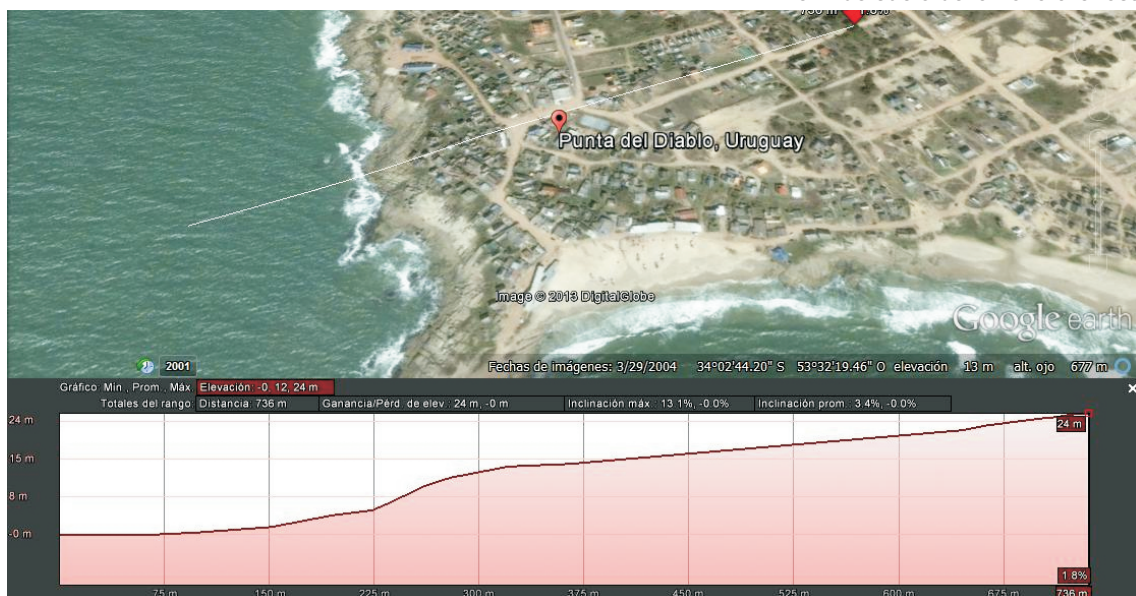 Punta del Diablo, Uruguay
Image © 2013 DigitalGlobe
Google earth
2001
Fechas de imágenes: 3/29/2004 34°02'44.20" S 53°32'19.46" O elevación 13 m alt. ojo 677 m
Gráfico: Mín., Prom., Máx. Elevación: -0, 12, 24 m
Totales del rango: Distancia: 736 m Ganancia/Pérd. de elev.: 24 m, -0 m Inclinación máx.: 13.1%, -0.0% Inclinación prom.: 3.4%, -0.0%
24 m
24 m
15 m
8 m
-0 m
1.8%
75 m 150 m 225 m 300 m 375 m 450 m 525 m 600 m 675 m 736 m